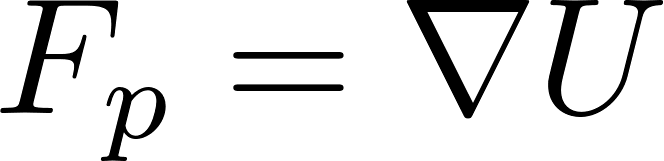 F_p = ∇U